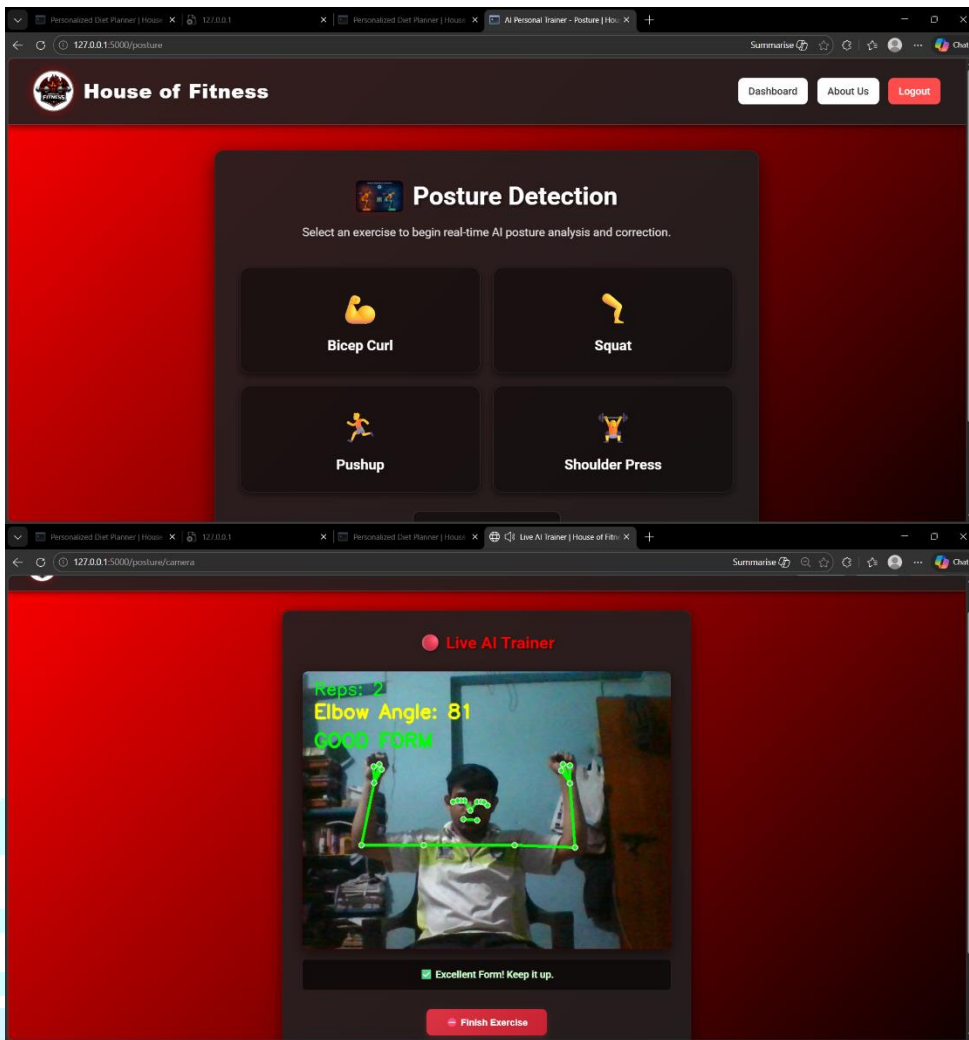 Personalized Diet Planner | House
127.0.0.1
Personalized Diet Planner | House
AI Personal Trainer - Posture | Hou
127.0.0.1:5000/posture
Summarise
Chat
FITNESS
House of Fitness
Dashboard
About Us
Logout
Posture Detection
Select an exercise to begin real-time AI posture analysis and correction.
Bicep Curl
Squat
Pushup
Shoulder Press
Personalized Diet Planner | House
127.0.0.1
Personalized Diet Planner | House
Live AI Trainer | House of Fitne
127.0.0.1:5000/posture/camera
Summarise
Chat
Live AI Trainer
Reps: 2
Elbow Angle: 81
GOOD FORM
Excellent Form! Keep it up.
Finish Exercise